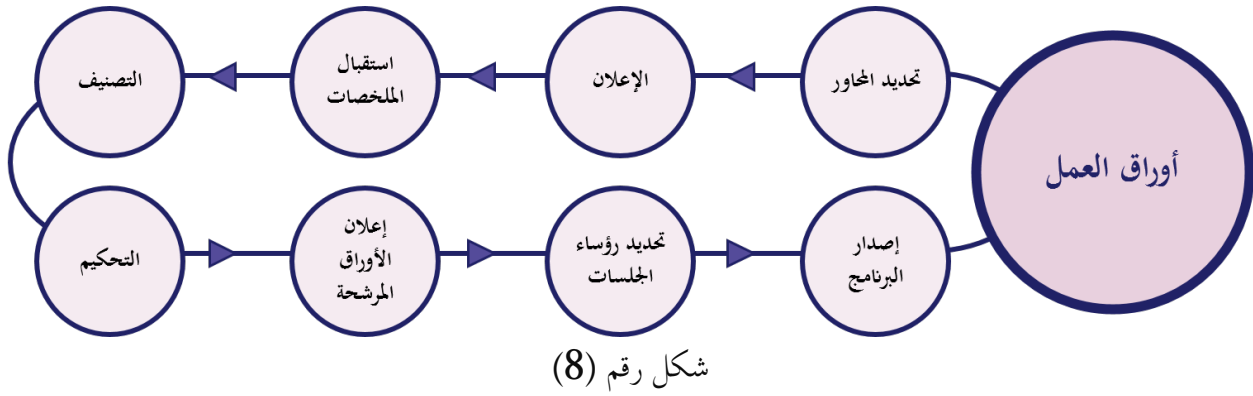 أوراق العمل
تحديد المحاور
الإعلان
استقبال
الملخصات
التصنيف
التحكيم
إعلان
الأوراق
المرشحة
تحديد رؤساء
الجلسات
إصدار
البرنامج
شكل رقم (8)